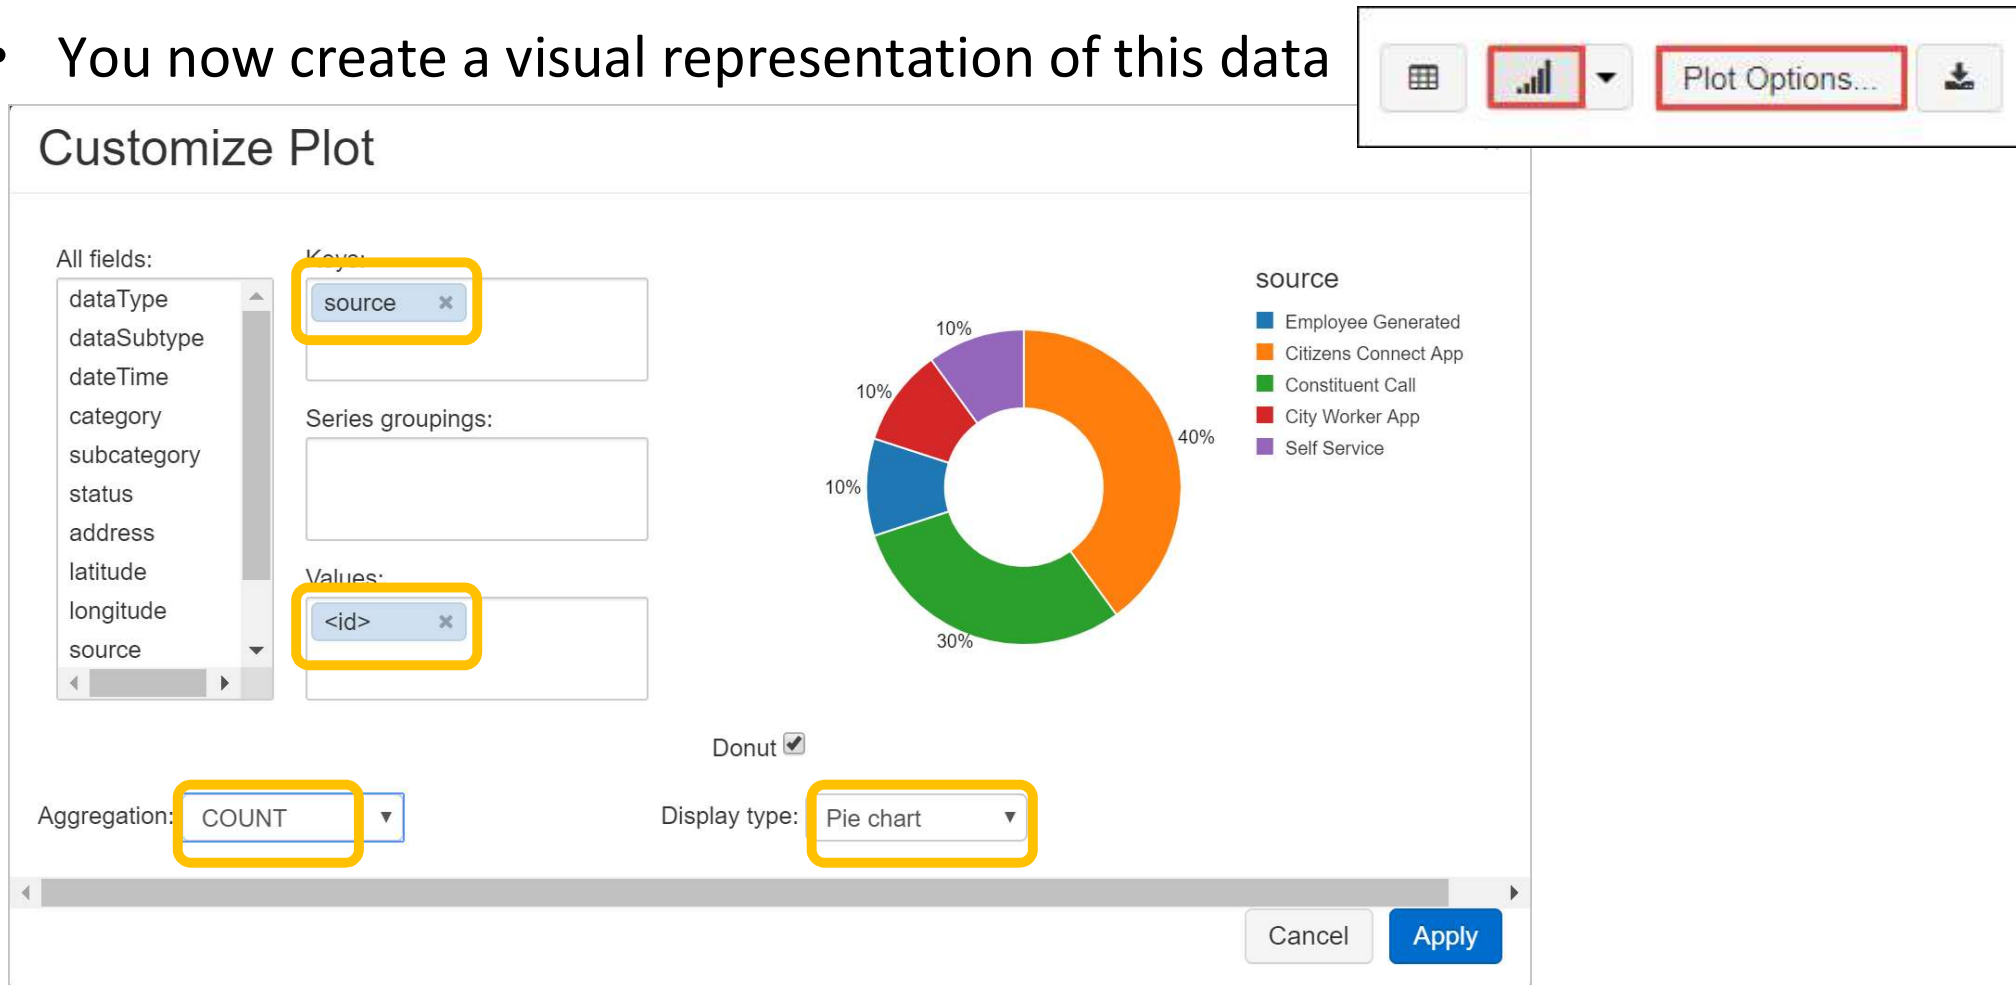 • You now create a visual representation of this data
Plot Options...
Customize Plot
All fields:
dataType
dataSubtype
dateTime
category
subcategory
status
address
latitude
longitude
source
Keys:
source
Series groupings:
Values:
<id>
10%
10%
10%
40%
30%
source
Employee Generated
Citizens Connect App
Constituent Call
City Worker App
Self Service
Donut
Aggregation: COUNT
Display type: Pie chart
Cancel
Apply